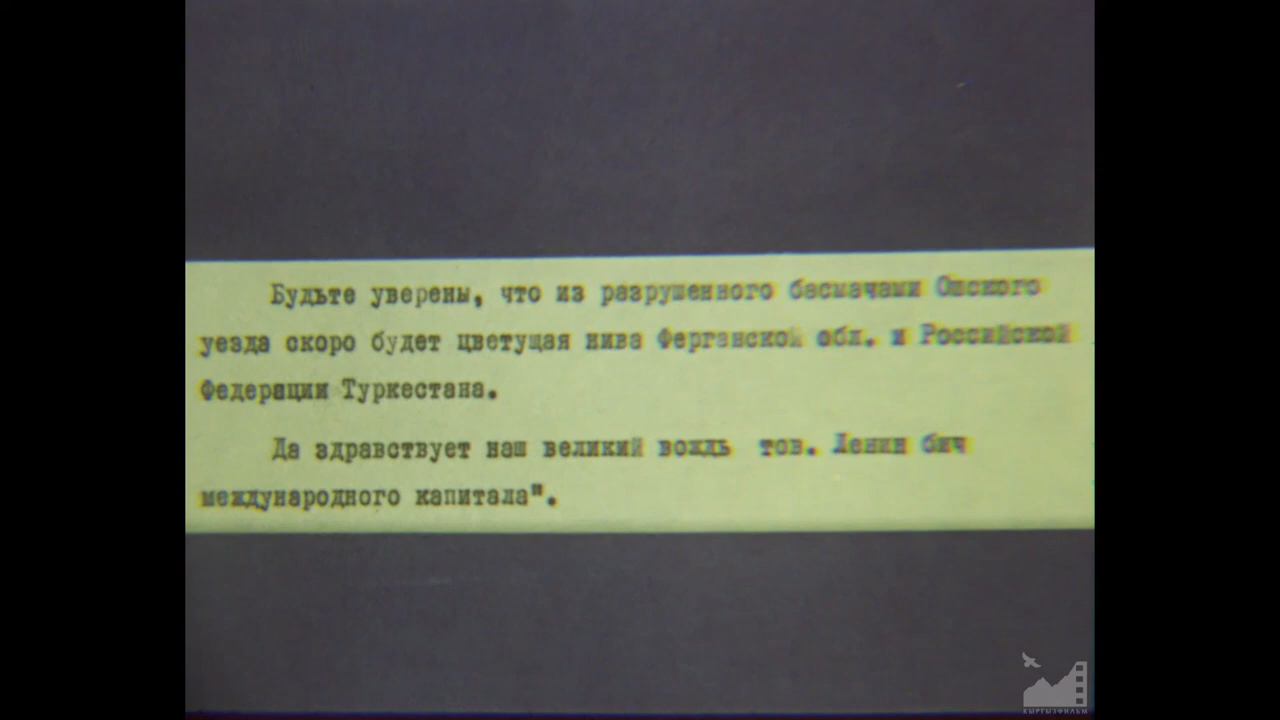 Будьте уверены, что из разрушенного басмачами Ошского
уезда скоро будет цветущая нива Ферганской обл. и Российской
Федерации Туркестана.
Да здравствует наш великий вождь тов. Ленин бич
международного капитала".
КЫРГЫЗФИЛЬМ